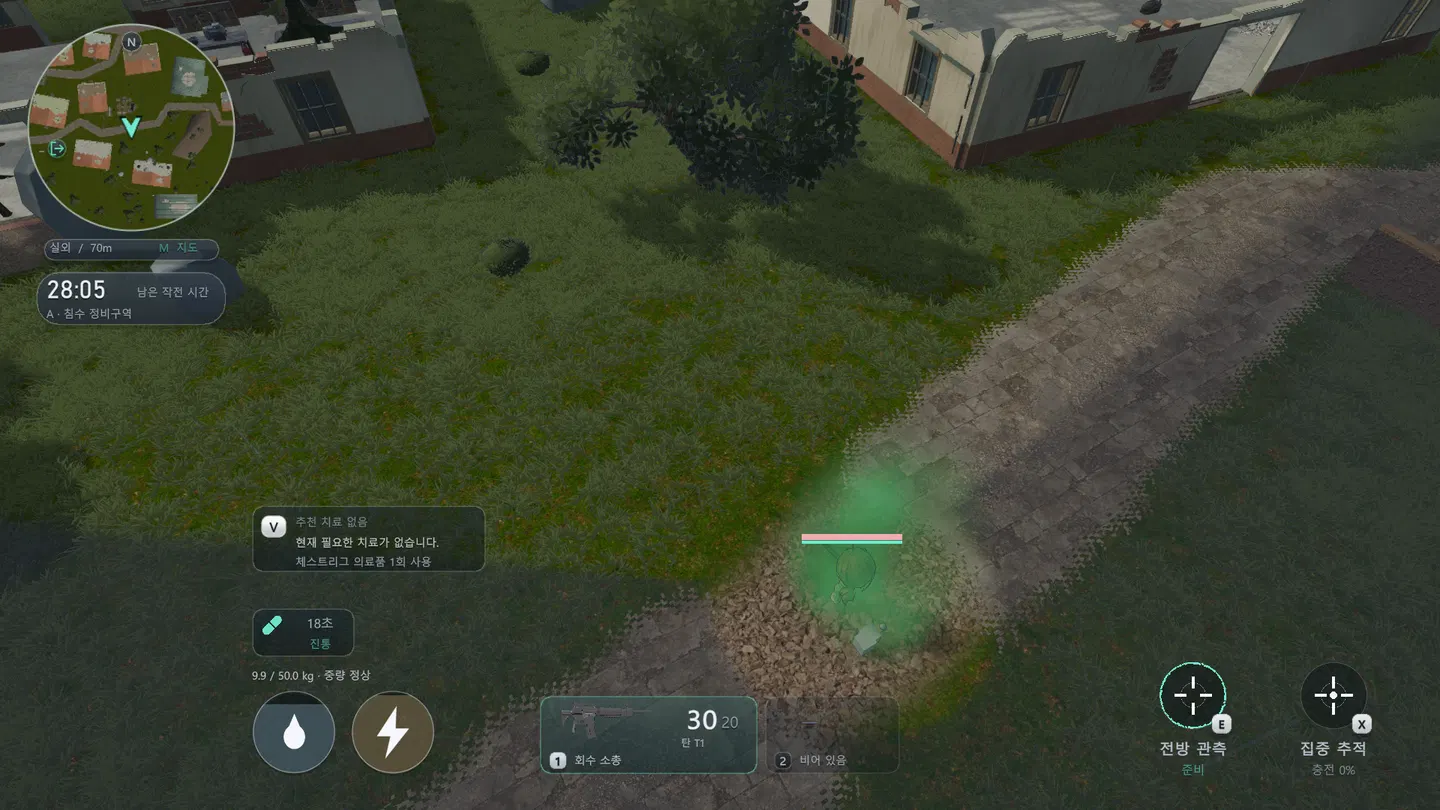 N
실외 / 70m
M 지도
28:05
남은 작전 시간
A · 침수 정비구역
V
추천 치료 없음
현재 필요한 치료가 없습니다.
체스트리그 의료품 1회 사용
18초
진통
9.9 / 50.0 kg · 중량 정상
30 20
탄 T1
1 회수 소총
2 비어 있음
E
전방 관측
준비
X
집중 추적
충전 0%